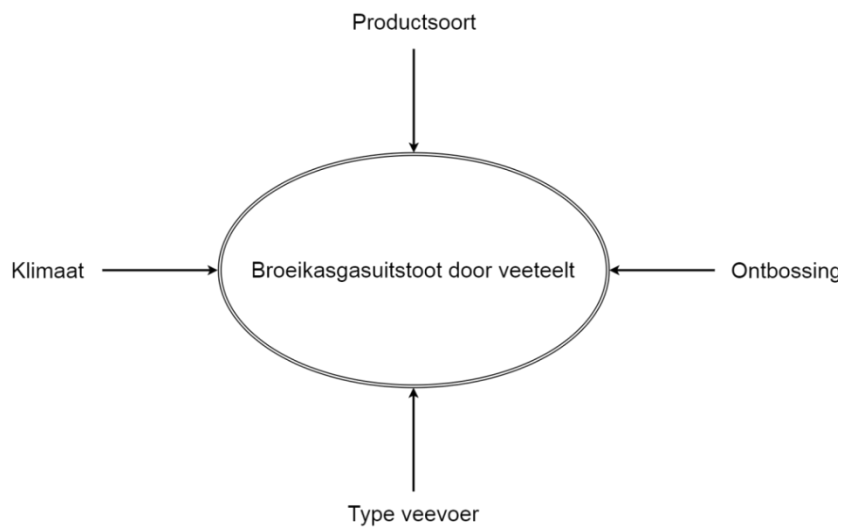 Productsoort
Klimaat
Broeikasgasuitstoot door veeteelt
Ontbossing
Type veevoer